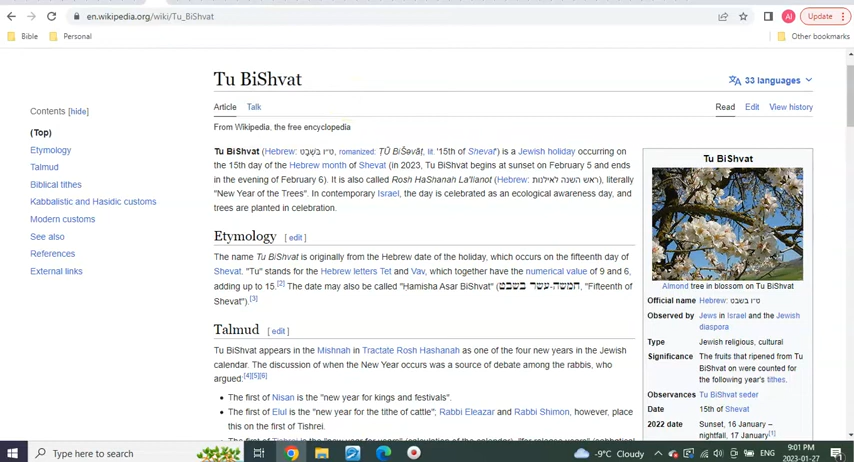 en.wikipedia.org/wiki/Tu_BiShvat
AI
Update
Bible
Personal
Other bookmarks
Tu BiShvat
33 languages
Article Talk
Read Edit View history
From Wikipedia, the free encyclopedia
Contents [hide]
(Top)
Etymology
Talmud
Biblical tithes
Kabbalistic and Hasidic customs
Modern customs
See also
References
External links
Tu BiShvat (Hebrew: ט״ו בִּשְׁבָט, romanized: Ṭū BīŠəvāṭ, lit. '15th of Shevat') is a Jewish holiday occurring on
the 15th day of the Hebrew month of Shevat (in 2023, Tu BiShvat begins at sunset on February 5 and ends
in the evening of February 6). It is also called Rosh HaShanah La'Ilanot (Hebrew: ראש השנה לאילנות), literally
"New Year of the Trees". In contemporary Israel, the day is celebrated as an ecological awareness day, and
trees are planted in celebration.
Etymology [ edit ]
The name Tu BiShvat is originally from the Hebrew date of the holiday, which occurs on the fifteenth day of
Shevat. "Tu" stands for the Hebrew letters Tet and Vav, which together have the numerical value of 9 and 6,
adding up to 15.[2] The date may also be called "Hamisha Asar BiShvat" (חמשה-עשר בשבט, "Fifteenth of
Shevat").[3]
Talmud [ edit ]
Tu BiShvat appears in the Mishnah in Tractate Rosh Hashanah as one of the four new years in the Jewish
calendar. The discussion of when the New Year occurs was a source of debate among the rabbis, who
argued:[4][5][6]
• The first of Nisan is the "new year for kings and festivals".
• The first of Elul is the "new year for the tithe of cattle"; Rabbi Eleazar and Rabbi Shimon, however, place
this on the first of Tishrei.
Tu BiShvat
Almond tree in blossom on Tu BiShvat
Official name Hebrew: ט״ו בשבט
Observed by Jews in Israel and the Jewish
diaspora
Type Jewish religious, cultural
Significance The fruits that ripened from Tu
BiShvat on were counted for
the following year's tithes.
Observances Tu BiShvat seder
Date 15th of Shevat
2022 date Sunset, 16 January –
nightfall, 17 January[1]
Type here to search
-9°C Cloudy
ENG
9:01 PM
2023-01-27